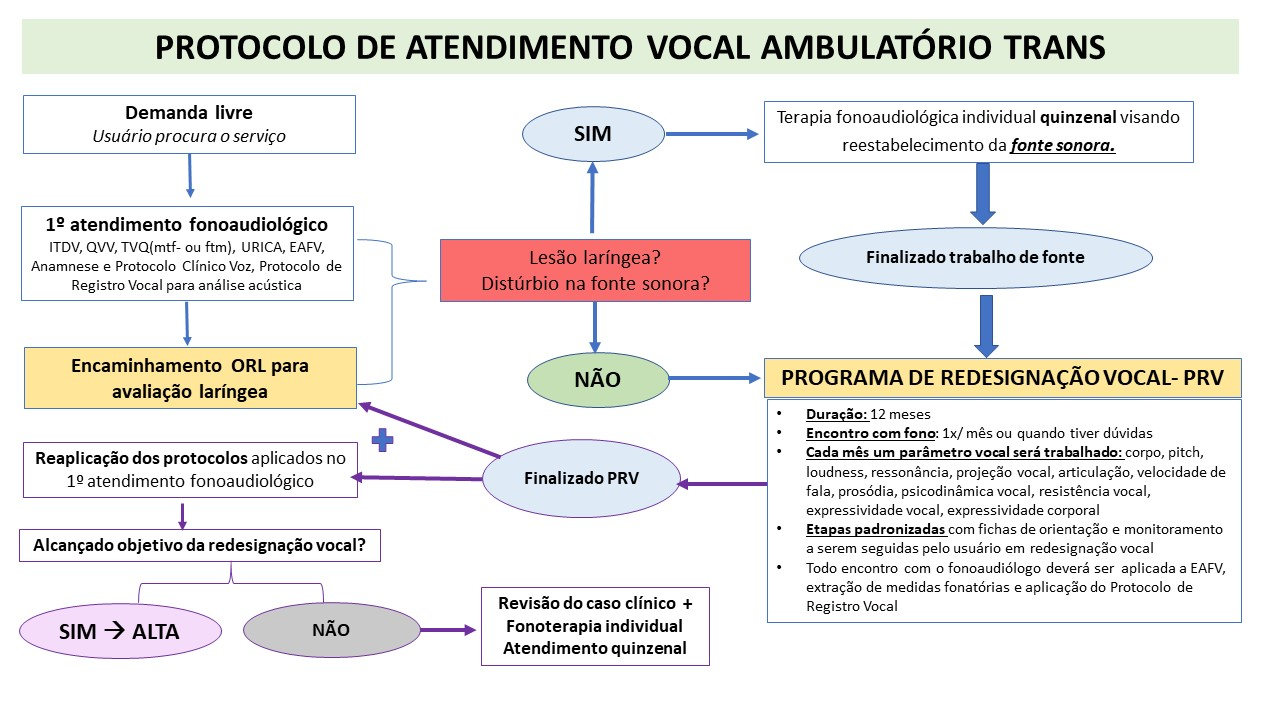 PROTOCOLO DE ATENDIMENTO VOCAL AMBULATÓRIO TRANS
Demanda livre
Usuário procura o serviço
1º atendimento fonoaudiológico
ITDV, QVV, TVQ(mtf- ou ftm), URICA, EAFV,
Anamnese e Protocolo Clínico Voz, Protocolo de
Registro Vocal para análise acústica
Encaminhamento ORL para
avaliação laríngea
Lesão laríngea?
Distúrbio na fonte sonora?
SIM
Terapia fonoaudiológica individual quinzenal visando
reestabelecimento da fonte sonora.
Finalizado trabalho de fonte
NÃO
PROGRAMA DE REDESIGNAÇÃO VOCAL- PRV
• Duração: 12 meses
• Encontro com fono: 1x/ mês ou quando tiver dúvidas
• Cada mês um parâmetro vocal será trabalhado: corpo, pitch,
loudness, ressonância, projeção vocal, articulação, velocidade de
fala, prosódia, psicodinâmica vocal, resistência vocal,
expressividade vocal, expressividade corporal
• Etapas padronizadas com fichas de orientação e monitoramento
a serem seguidas pelo usuário em redesignação vocal
• Todo encontro com o fonoaudiólogo deverá ser aplicada a EAFV,
extração de medidas fonatórias e aplicação do Protocolo de
Registro Vocal
Finalizado PRV
Reaplicação dos protocolos aplicados no
1º atendimento fonoaudiológico
Alcançado objetivo da redesignação vocal?
SIM → ALTA
NÃO
Revisão do caso clínico +
Fonoterapia individual
Atendimento quinzenal